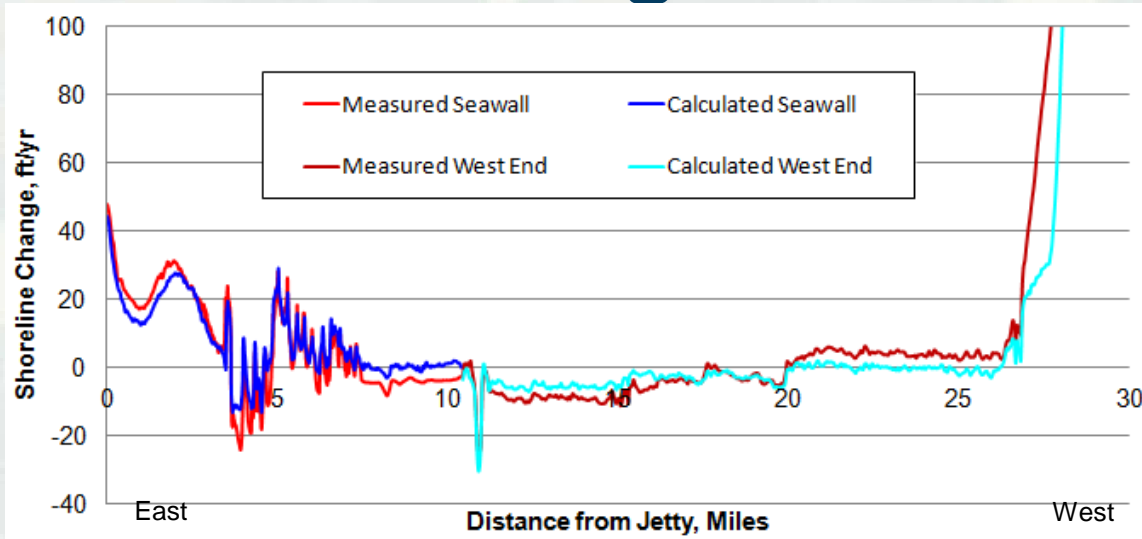 100
80
60
40
20
0
-20
-40
Shoreline Change, ft/yr
Measured Seawall
Calculated Seawall
Measured West End
Calculated West End
0 5 10 15 20 25 30
East
West
Distance from Jetty, Miles